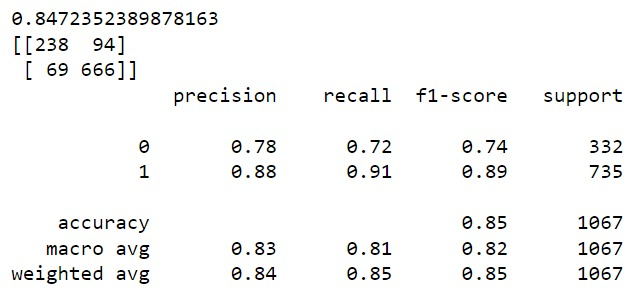 0.8472352389878163
[[238  94]
 [ 69 666]]
              precision    recall  f1-score   support

           0       0.78      0.72      0.74       332
           1       0.88      0.91      0.89       735

    accuracy                           0.85      1067
   macro avg       0.83      0.81      0.82      1067
weighted avg       0.84      0.85      0.85      1067